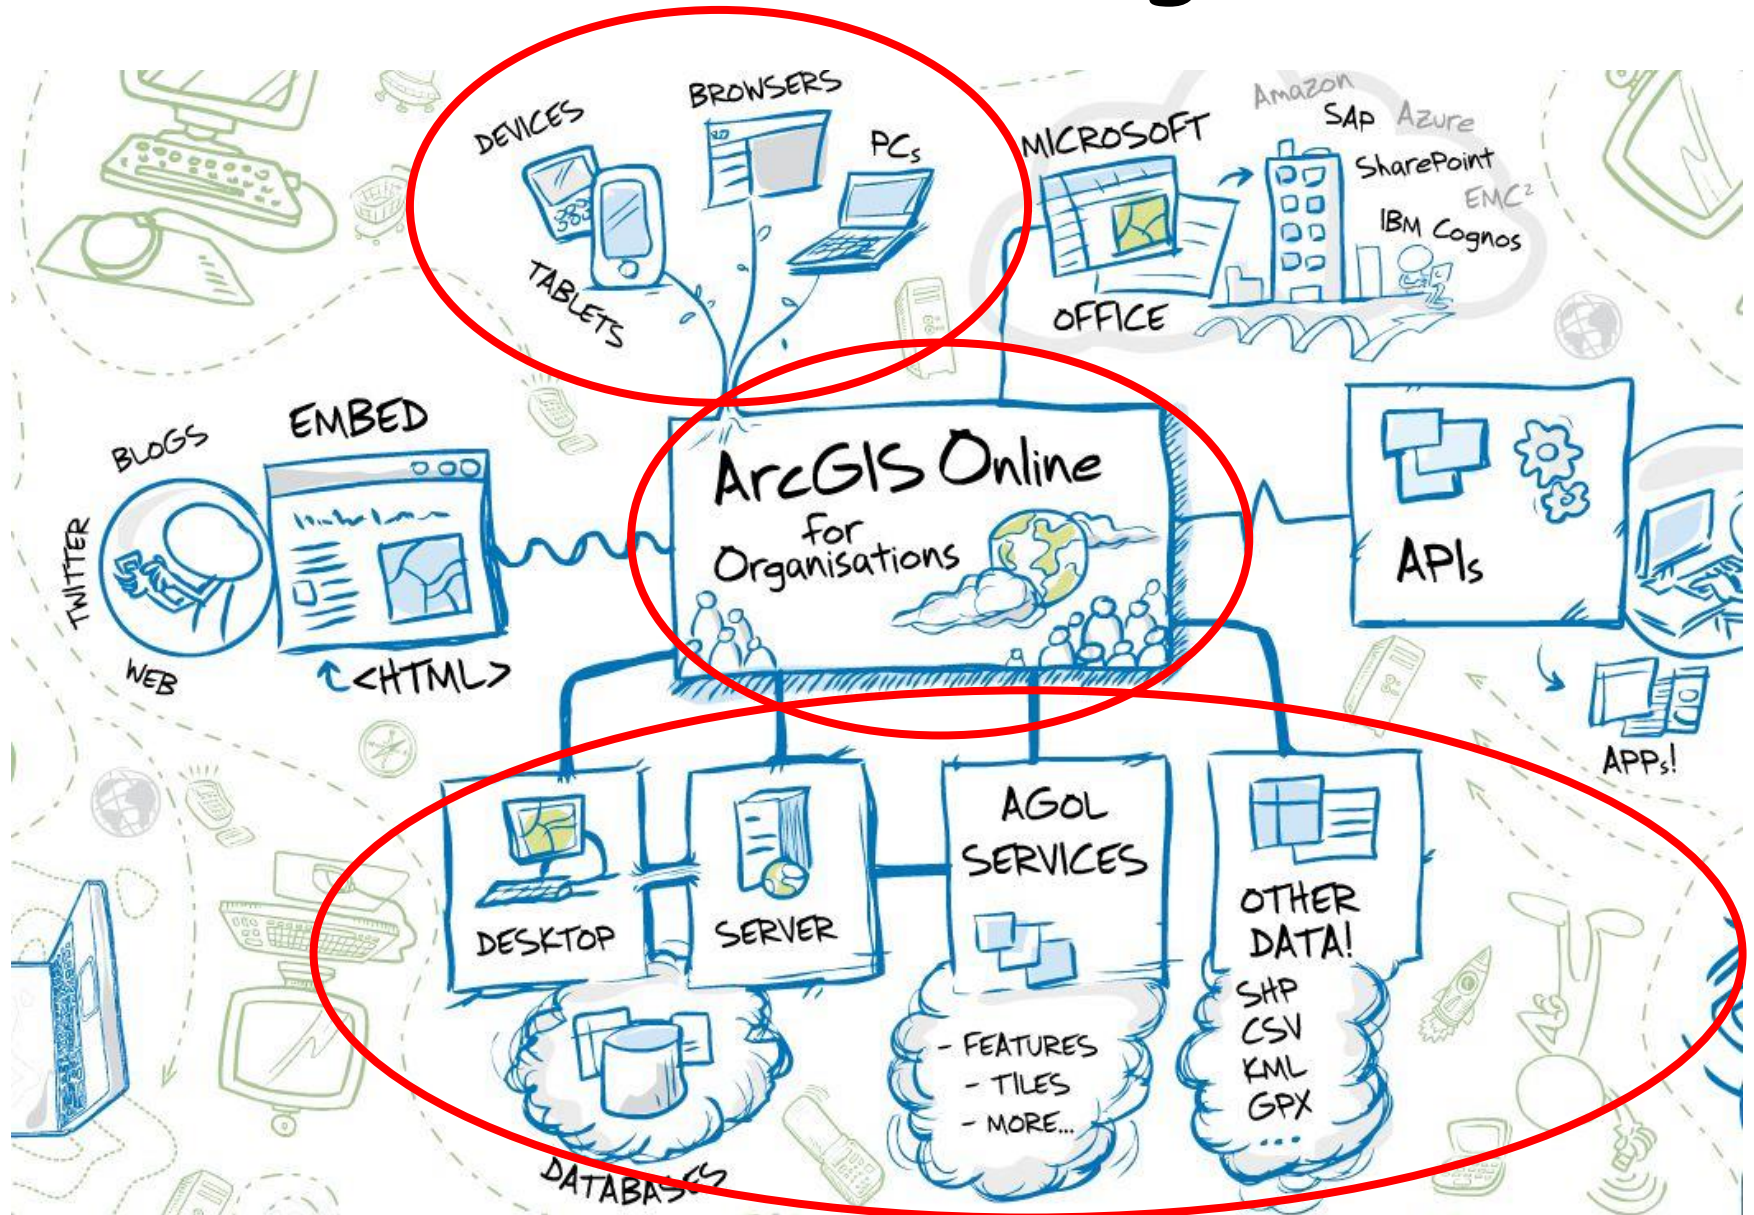 DEVICES
BROWSERS
PCs
TABLETS
MICROSOFT
OFFICE
Amazon
SAP Azure
SharePoint
EMC²
IBM Cognos
BLOGS
EMBED
TWITTER
WEB
<HTML>
ArcGIS Online
for
Organisations
APIs
APPs!
DESKTOP
SERVER
AGOL
SERVICES
OTHER
DATA!
DATABASES
- FEATURES
- TILES
- MORE...
SHP
CSV
KML
GPX
...